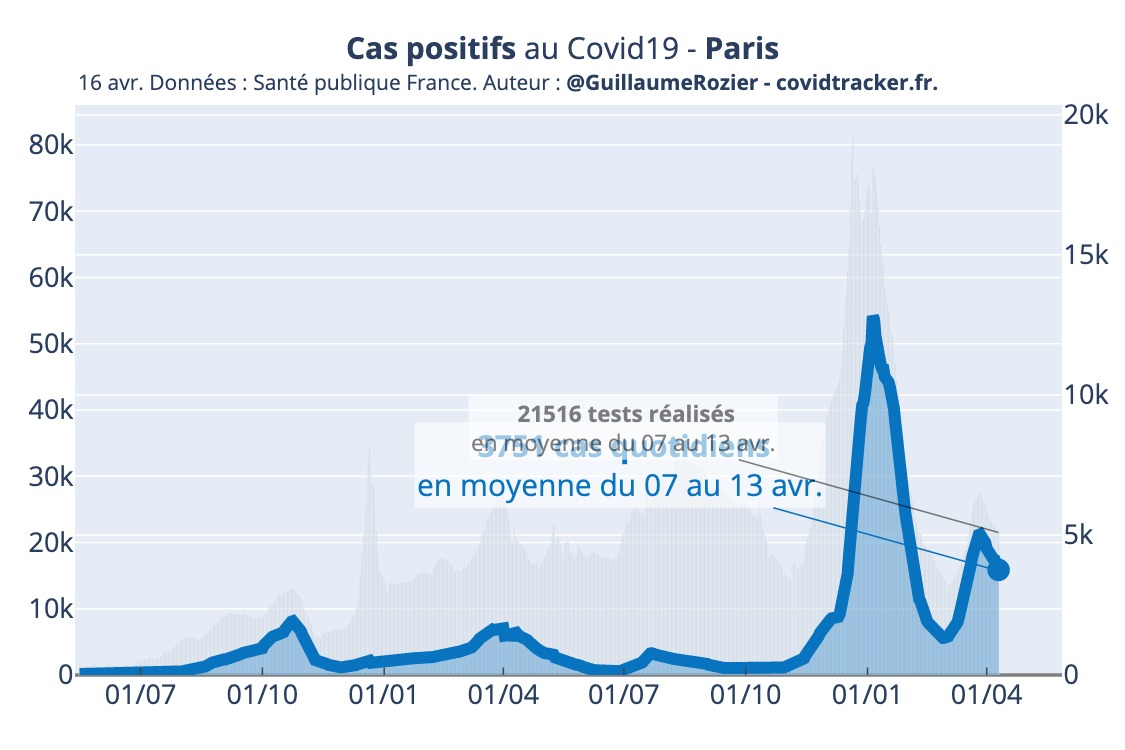 Cas positifs au Covid19 - Paris
16 avr. Données : Santé publique France. Auteur : @GuillaumeRozier - covidtracker.fr.
20k
80k
70k
15k
60k
50k
10k
40k
21516 tests réalisés
en moyenne du 07 au 13 avr.
3751 cas quotidiens
en moyenne du 07 au 13 avr.
30k
5k
20k
10k
0
0
01/07 01/10 01/01 01/04 01/07 01/10 01/01 01/04